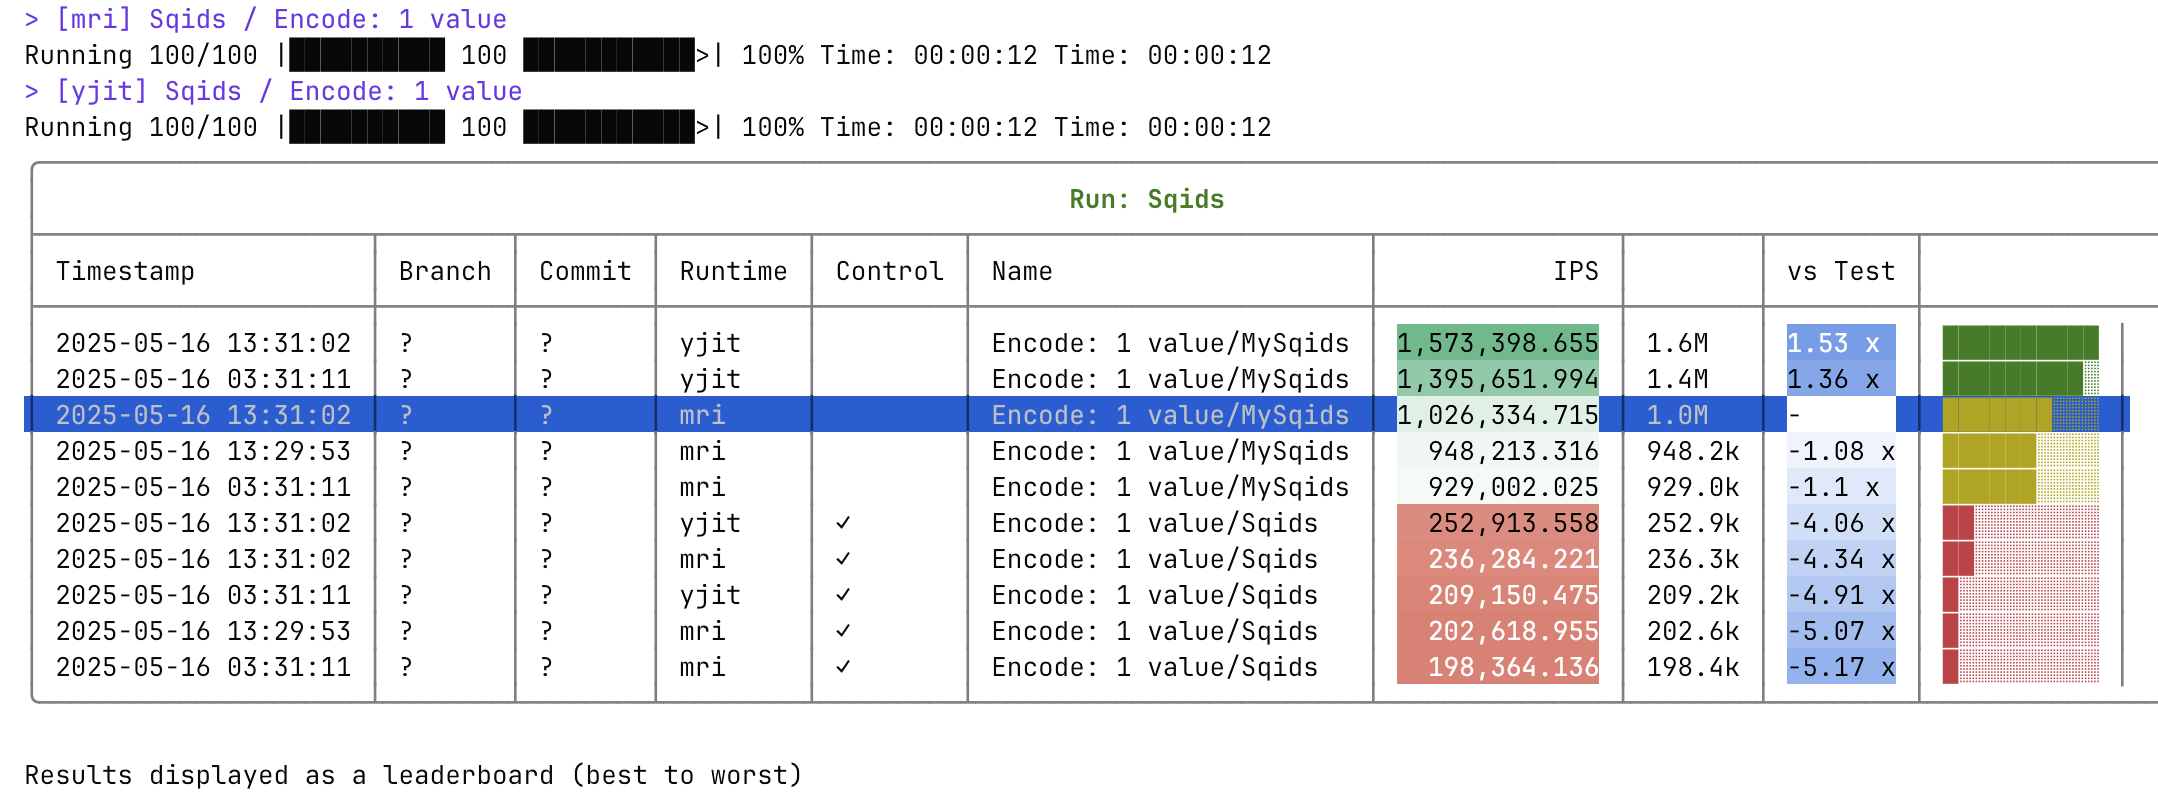 > [mri] Sqids / Encode: 1 value
Running 100/100 |██████████ 100 ███████████>| 100% Time: 00:00:12 Time: 00:00:12
> [yjit] Sqids / Encode: 1 value
Running 100/100 |██████████ 100 ███████████>| 100% Time: 00:00:12 Time: 00:00:12
Run: Sqids
Timestamp Branch Commit Runtime Control Name IPS vs Test
2025-05-16 13:31:02 ? ? yjit Encode: 1 value/MySqids 1,573,398.655 1.6M 1.53 x
2025-05-16 03:31:11 ? ? yjit Encode: 1 value/MySqids 1,395,651.994 1.4M 1.36 x
2025-05-16 13:31:02 ? ? mri Encode: 1 value/MySqids 1,026,334.715 1.0M -
2025-05-16 13:29:53 ? ? mri Encode: 1 value/MySqids 948,213.316 948.2k -1.08 x
2025-05-16 03:31:11 ? ? mri Encode: 1 value/MySqids 929,002.025 929.0k -1.1 x
2025-05-16 13:31:02 ? ? yjit ✓ Encode: 1 value/Sqids 252,913.558 252.9k -4.06 x
2025-05-16 13:31:02 ? ? mri ✓ Encode: 1 value/Sqids 236,284.221 236.3k -4.34 x
2025-05-16 03:31:11 ? ? yjit ✓ Encode: 1 value/Sqids 209,150.475 209.2k -4.91 x
2025-05-16 13:29:53 ? ? mri ✓ Encode: 1 value/Sqids 202,618.955 202.6k -5.07 x
2025-05-16 03:31:11 ? ? mri ✓ Encode: 1 value/Sqids 198,364.136 198.4k -5.17 x
Results displayed as a leaderboard (best to worst)